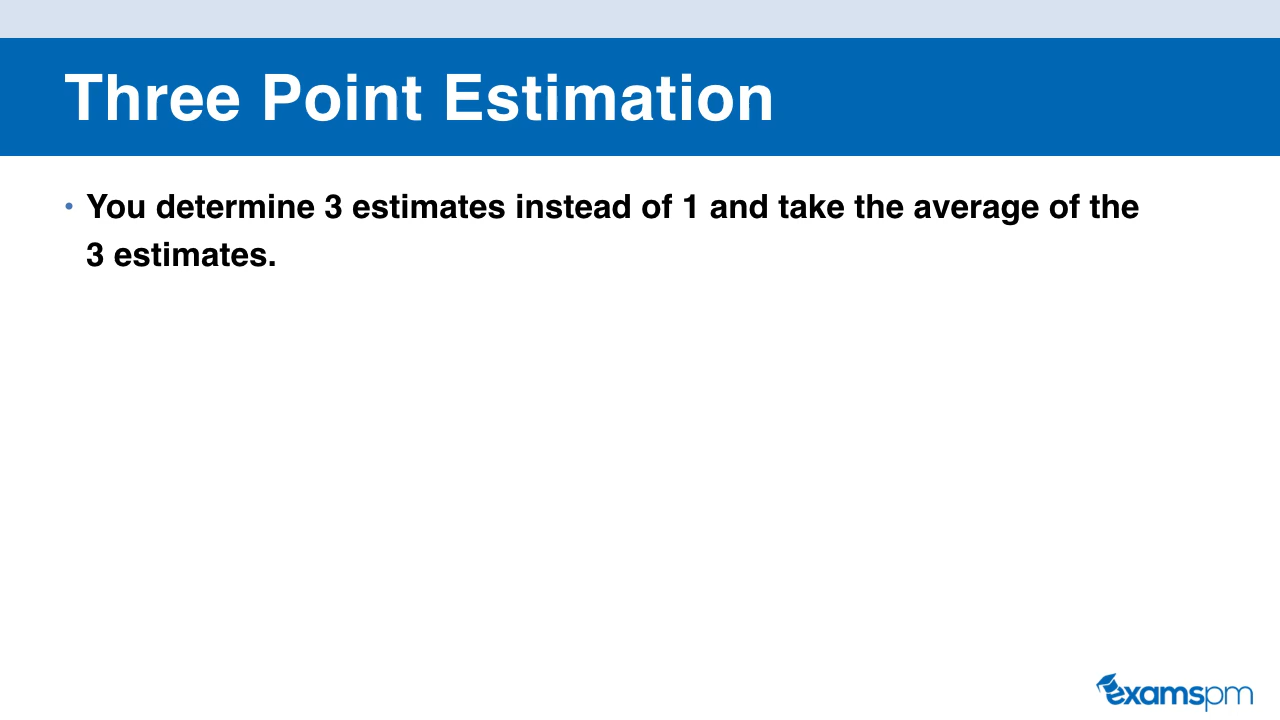 Three Point Estimation
• You determine 3 estimates instead of 1 and take the average of the
3 estimates.
examspm